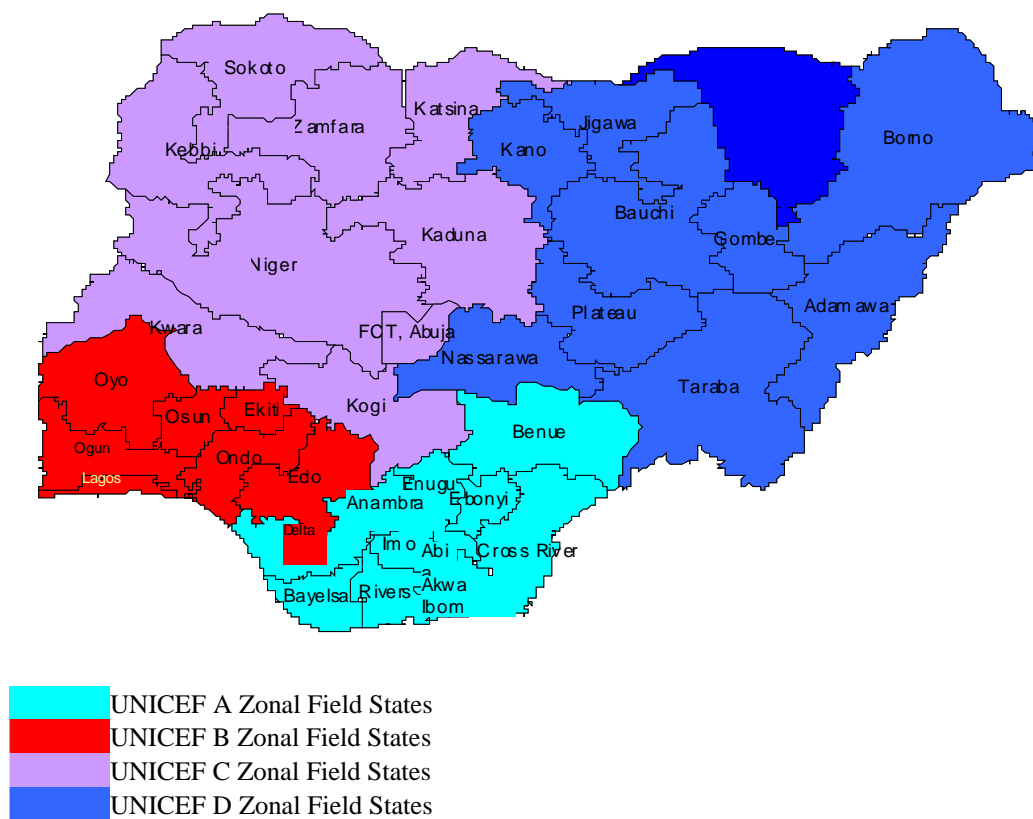 Sokoto
Katsina
Zamfara
Jigawa
Borno
Kebbi
Kano
Bauchi
Kaduna
Gombe
Niger
Adamawa
Plateau
Kwara
FCT, Abuja
Nassarawa
Oyo
Taraba
Ekiti
Kogi
Osun
Benue
Ogun
Ondo
Lagos
Edo
Enugu
Anambra
Ebonyi
Delta
Imo
Abi
a
Cross River
Bayelsa
Rivers
Akwa
Ibom
UNICEF A Zonal Field States
UNICEF B Zonal Field States
UNICEF C Zonal Field States
UNICEF D Zonal Field States